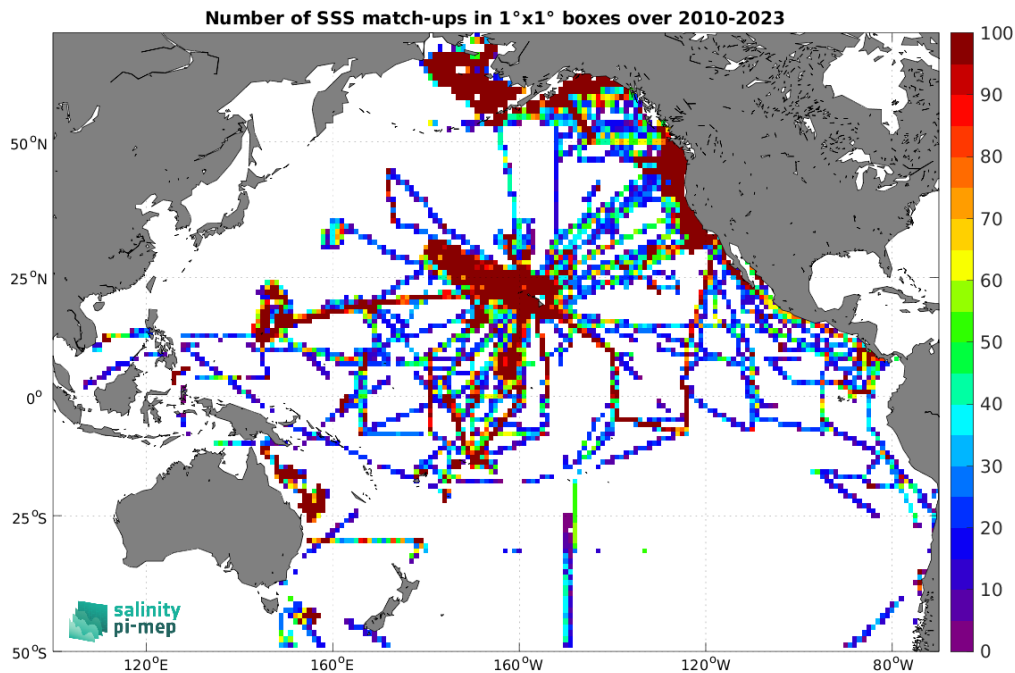 Number of SSS match-ups in 1°x1° boxes over 2010-2023
100
90
80
70
60
50
40
30
20
10
0
50°N
25°N
0°
25°S
50°S
120°E
160°E
160°W
120°W
80°W
salinity
pi-mep